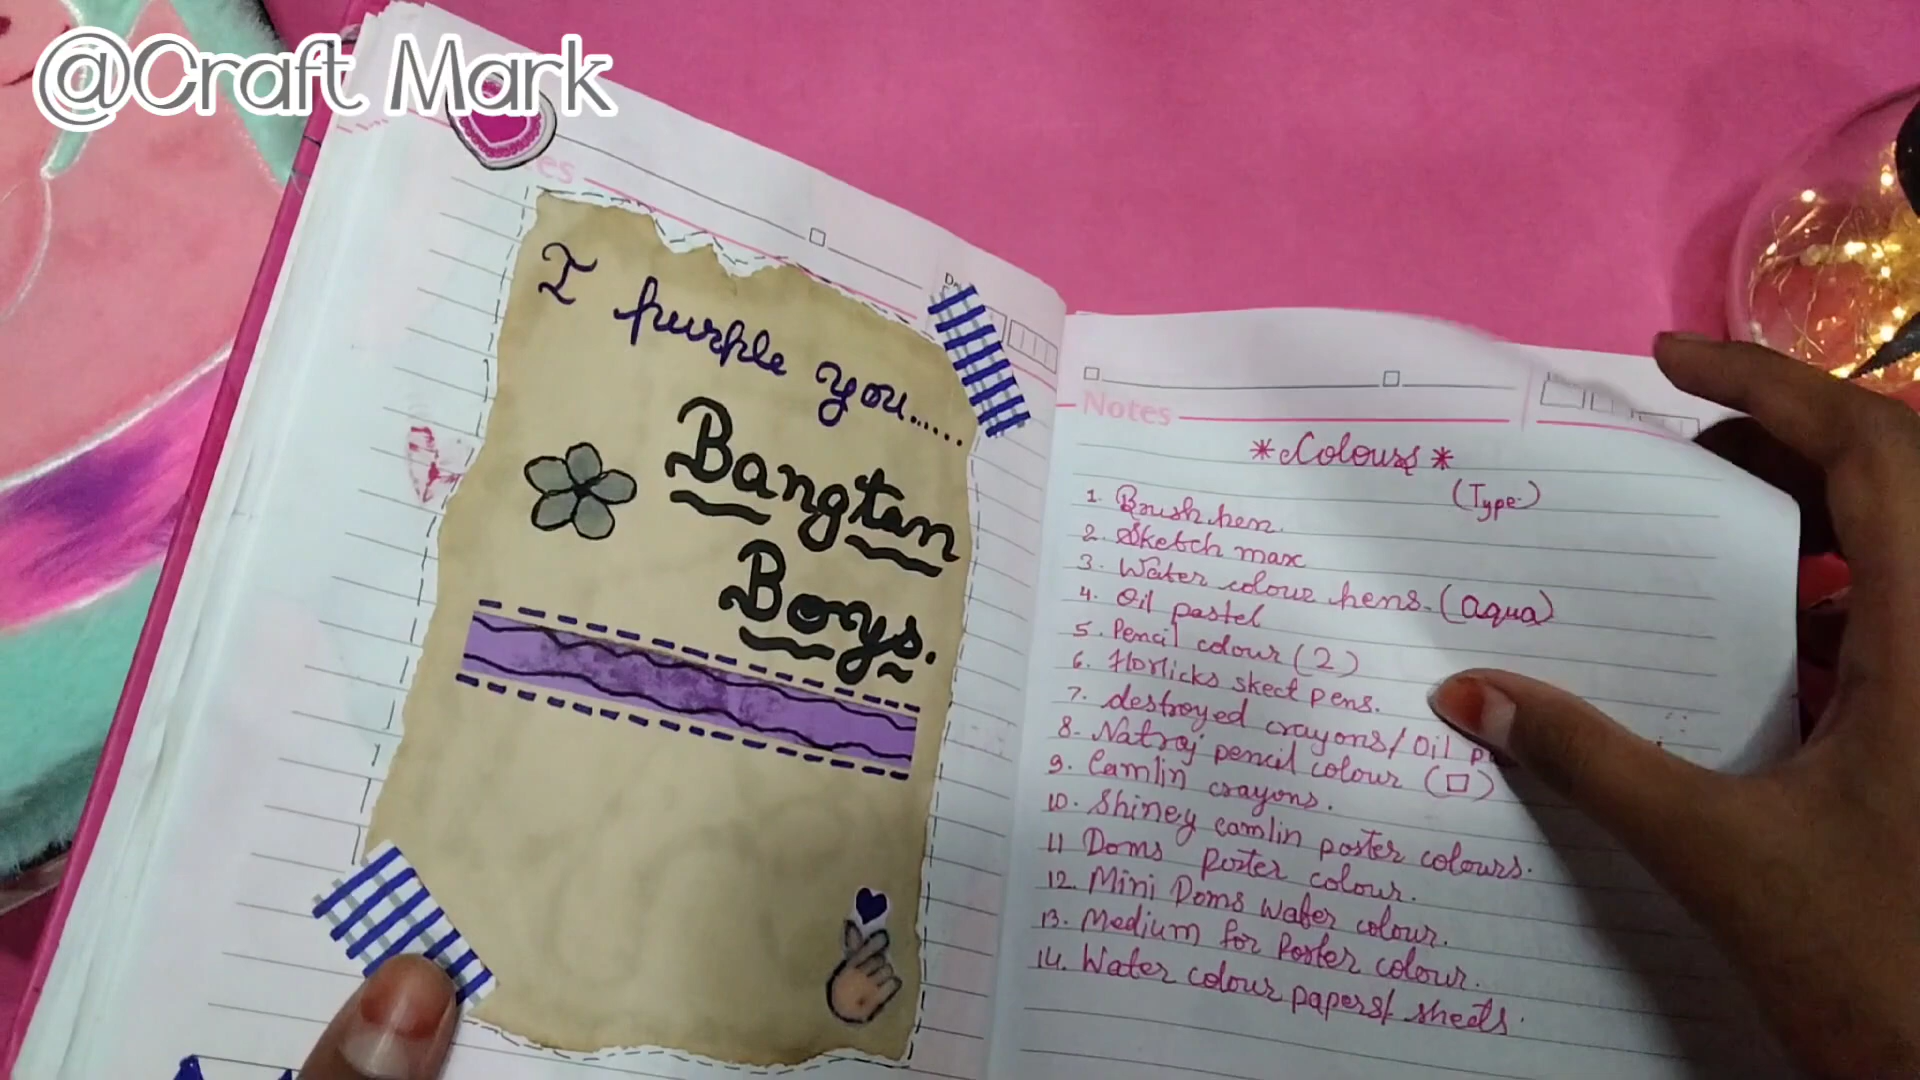 @Craft Mark
I purple you......
Bangtan
Boys.
Notes
*Colours*
(Type)
1. Brush pen.
2. Sketch max
3. Water colour pens. (aqua)
4. Oil pastel
5. Pencil colour (2)
6. Horlicks skect pens.
7. destroyed crayons/Oil
8. Natraj pencil colour (□)
9. Camlin crayons.
10. Shiney camlin poster colours.
11 Doms poster colour.
12. Mini Doms water colour.
13. Medium for Poster colour.
14. Water colour papers/ sheets.